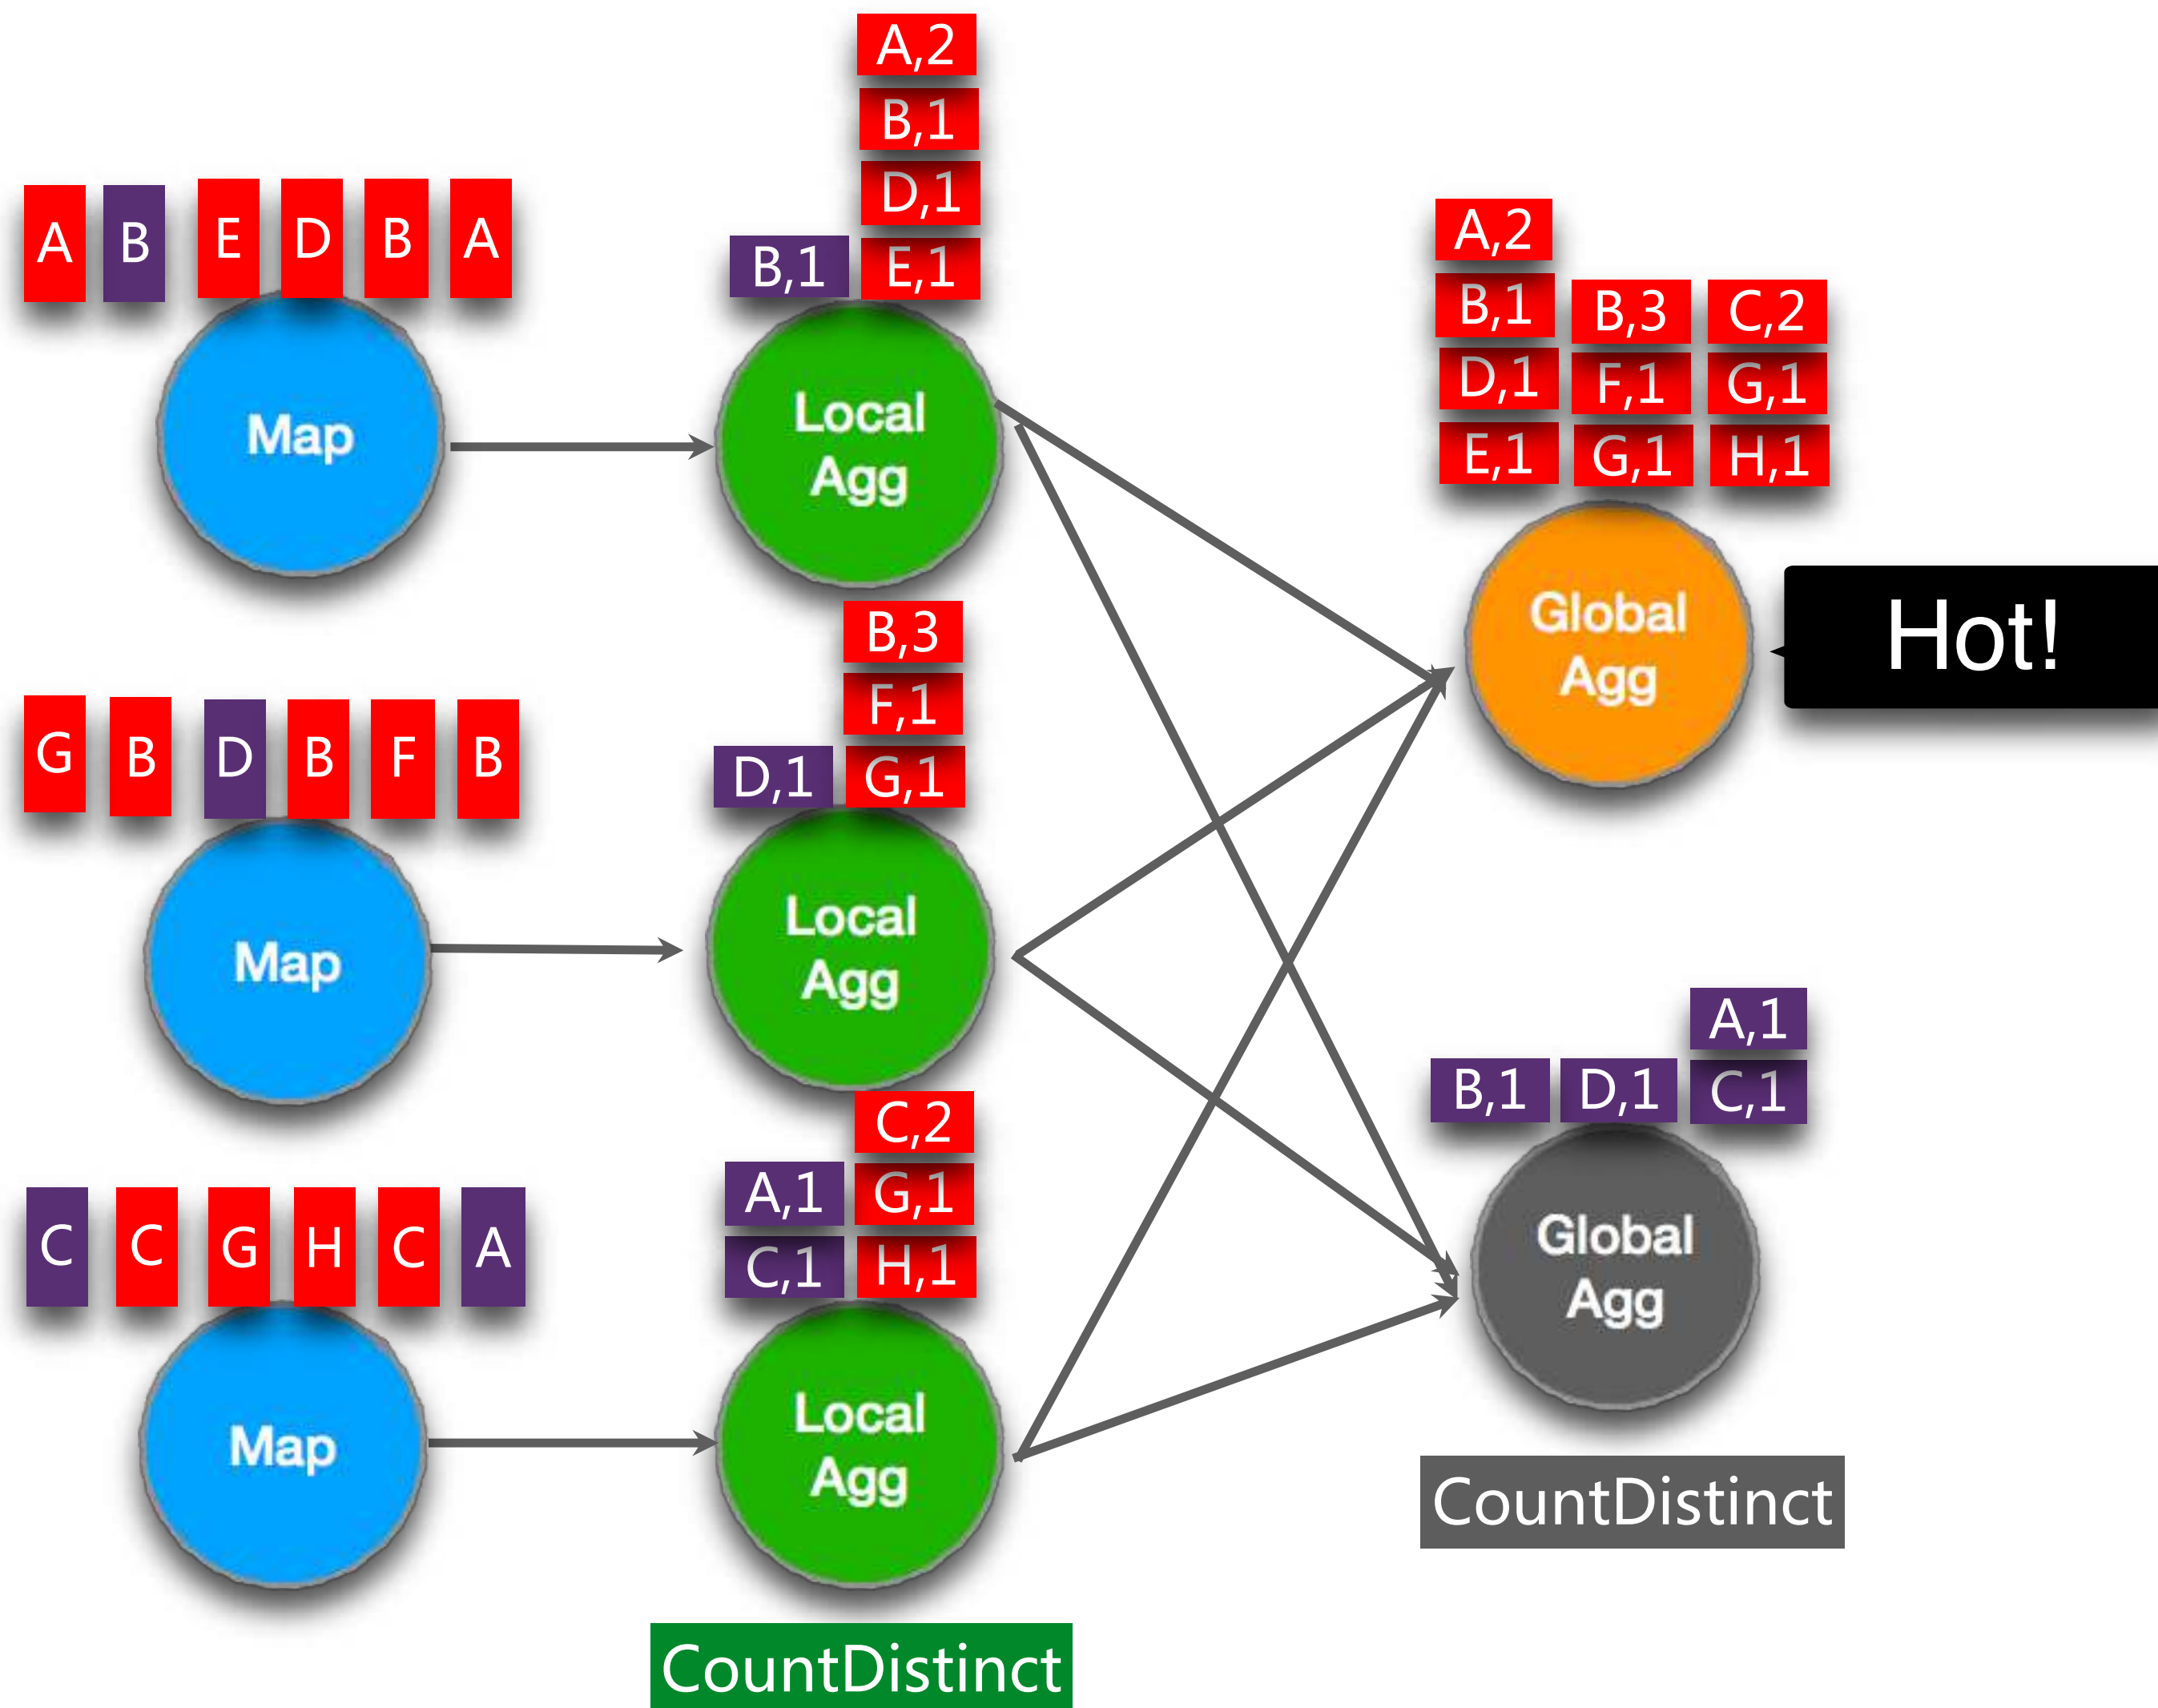 A B E D B A
Map
A,2
B,1
D,1
B,1 E,1
Local
Agg
G B D B F B
Map
B,3
F,1
D,1 G,1
Local
Agg
C C G H C A
Map
C,2
A,1 G,1
C,1 H,1
Local
Agg
CountDistinct
A,2
B,1 B,3 C,2
D,1 F,1 G,1
E,1 G,1 H,1
Global
Agg
Hot!
A,1
B,1 D,1 C,1
Global
Agg
CountDistinct